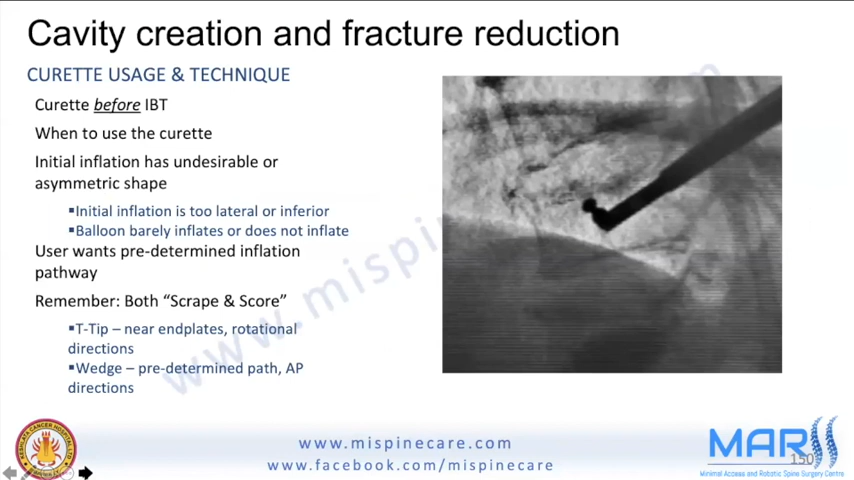 Cavity creation and fracture reduction
CURETTE USAGE & TECHNIQUE
Curette before IBT
When to use the curette
Initial inflation has undesirable or
asymmetric shape
▪Initial inflation is too lateral or inferior
▪Balloon barely inflates or does not inflate
User wants pre-determined inflation
pathway
Remember: Both “Scrape & Score”
▪T-Tip – near endplates, rotational
directions
▪Wedge – pre-determined path, AP
directions
www.mispinecare.com
www.facebook.com/mispinecare
MARSS
150
Minimal Access and Robotic Spine Surgery Centre